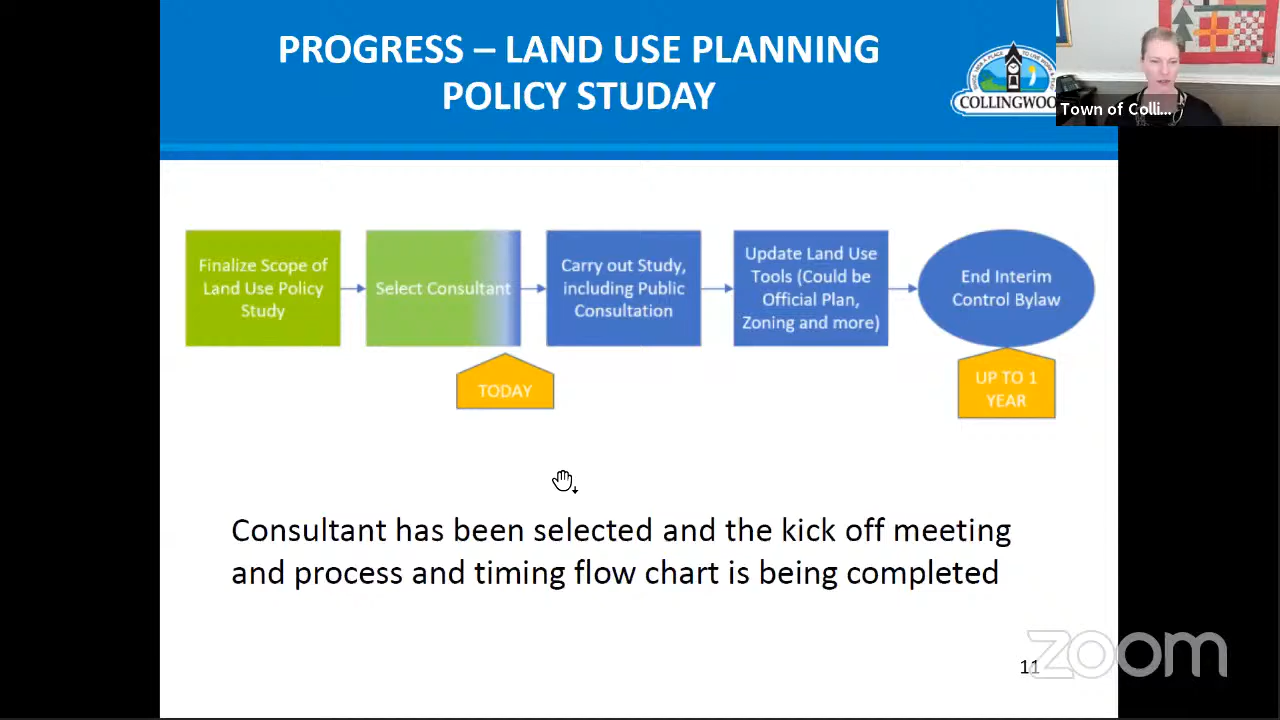 PROGRESS – LAND USE PLANNING
POLICY STUDAY
COLLINGWOO
Town of Colli...
Finalize Scope of
Land Use Policy
Study
Select Consultant
Carry out Study,
including Public
Consultation
Update Land Use
Tools (Could be
Official Plan,
Zoning and more)
End Interim
Control Bylaw
TODAY
UP TO 1
YEAR
Consultant has been selected and the kick off meeting
and process and timing flow chart is being completed
11
zoom